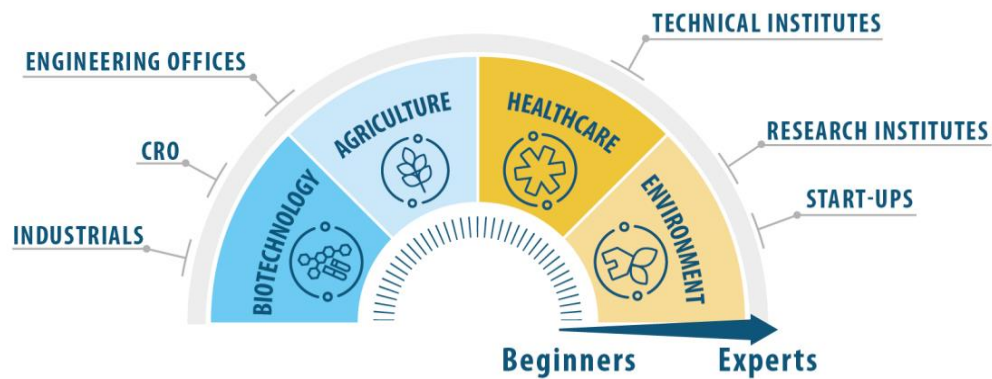 TECHNICAL INSTITUTES
ENGINEERING OFFICES
AGRICULTURE
HEALTHCARE
RESEARCH INSTITUTES
CRO
BIOTECHNOLOGY
ENVIRONMENT
START-UPS
INDUSTRIALS
Beginners
Experts